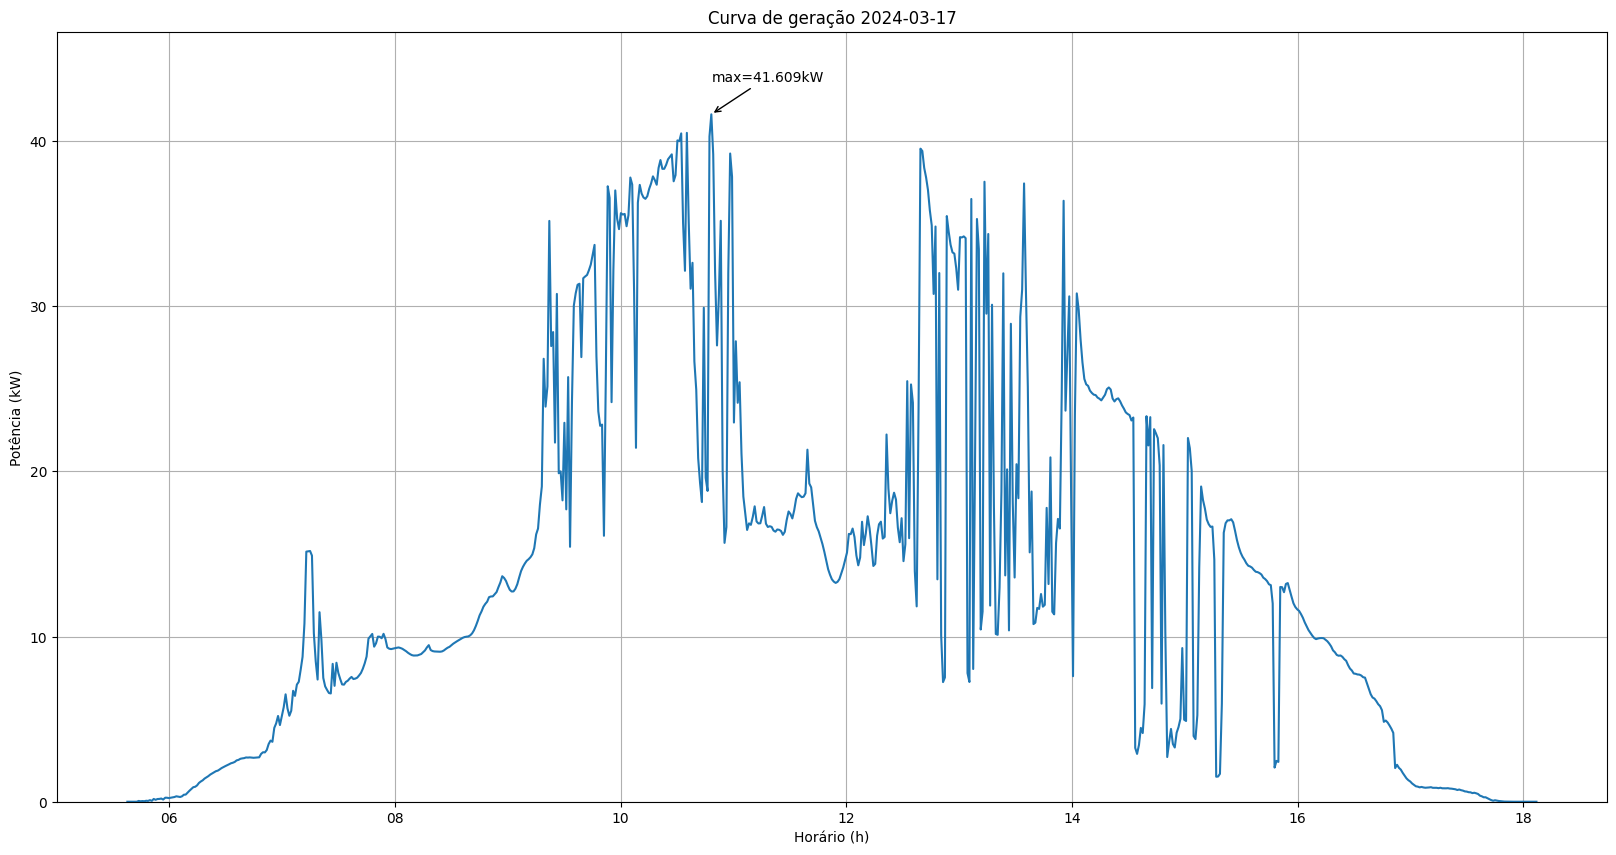 Curva de geração 2024-03-17
max=41.609kW
Potência (kW)
40
30
20
10
0
06 08 10 12 14 16 18
Horário (h)